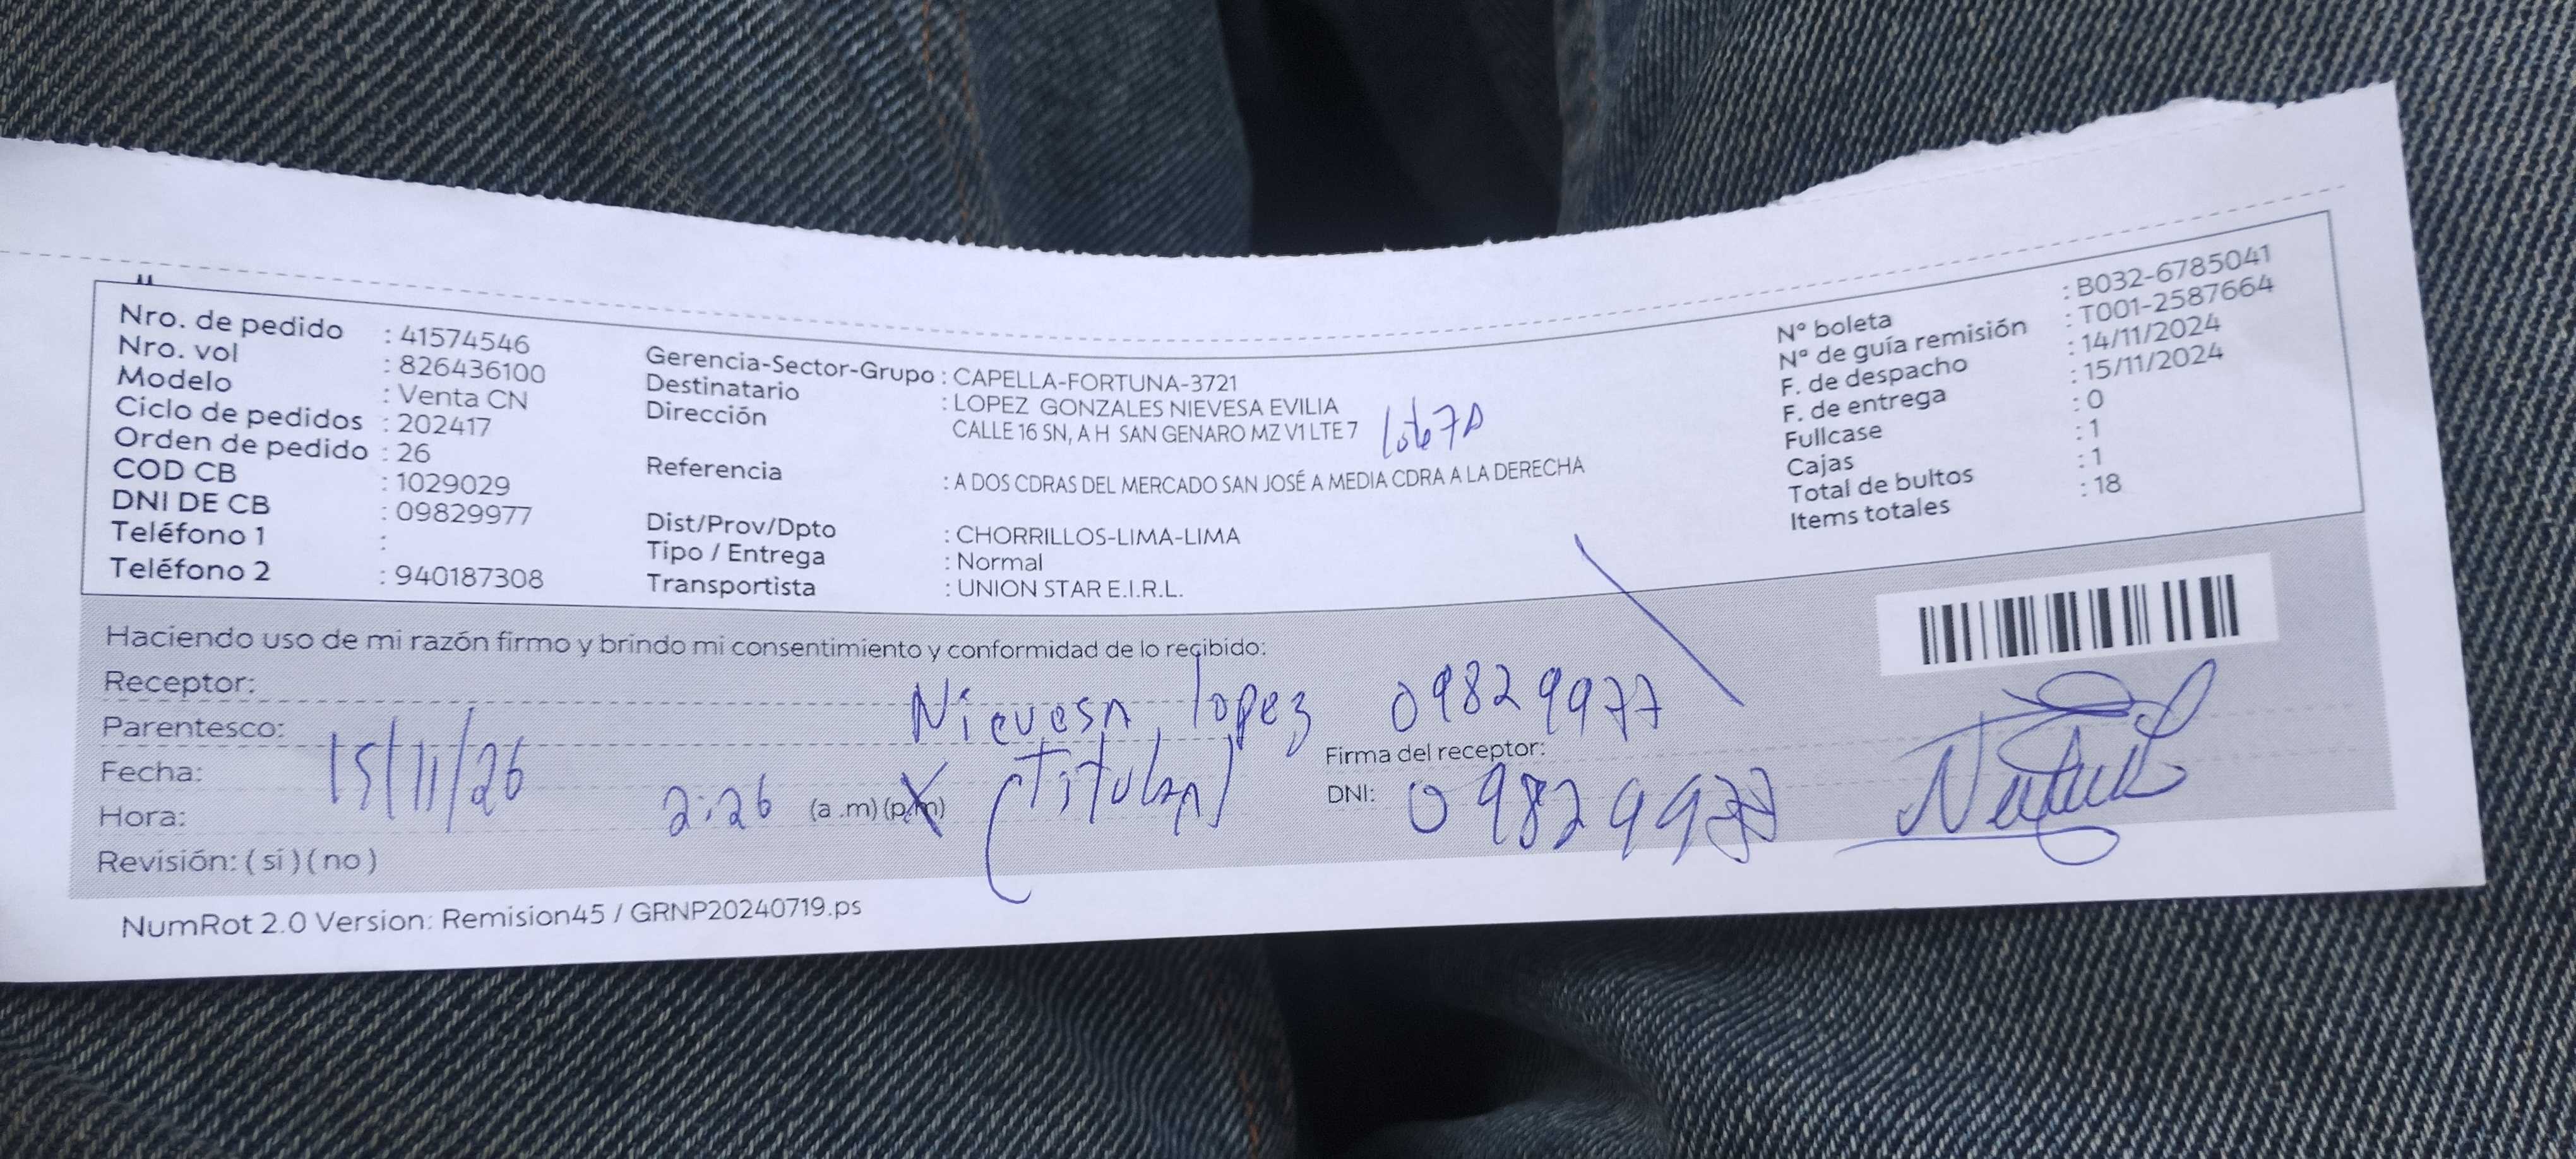 Nro. de pedido : 41574546
Nro. vol : 826436100
Modelo : Venta CN
Ciclo de pedidos : 202417
Orden de pedido : 26
COD CB : 1029029
DNI DE CB : 09829977
Teléfono 1 :
Teléfono 2 : 940187308
Gerencia-Sector-Grupo : CAPELLA-FORTUNA-3721
Destinatario : LOPEZ GONZALES NIEVESA EVILIA
Dirección CALLE 16 SN, A H SAN GENARO MZ V1 LTE 7 lote 7A
Referencia : A DOS CDRAS DEL MERCADO SAN JOSÉ A MEDIA CDRA A LA DERECHA
Dist/Prov/Dpto : CHORRILLOS-LIMA-LIMA
Tipo / Entrega : Normal
Transportista : UNION STAR E.I.R.L.
Nº boleta : B032-6785041
Nº de guía remisión : T001-2587664
F. de despacho : 14/11/2024
F. de entrega : 15/11/2024
Fullcase : 0
Cajas : 1
Total de bultos : 1
Items totales : 18
Haciendo uso de mi razón firmo y brindo mi consentimiento y conformidad de lo recibido:
Receptor: Nievesa lopez 09829977
Parentesco: (Titular)
Fecha: 15/11/26
Hora: 2:26 (a .m) (p.m)
Revisión: ( si ) ( no )
Firma del receptor:
DNI: 09829977
NumRot 2.0 Version: Remision45 / GRNP20240719.ps